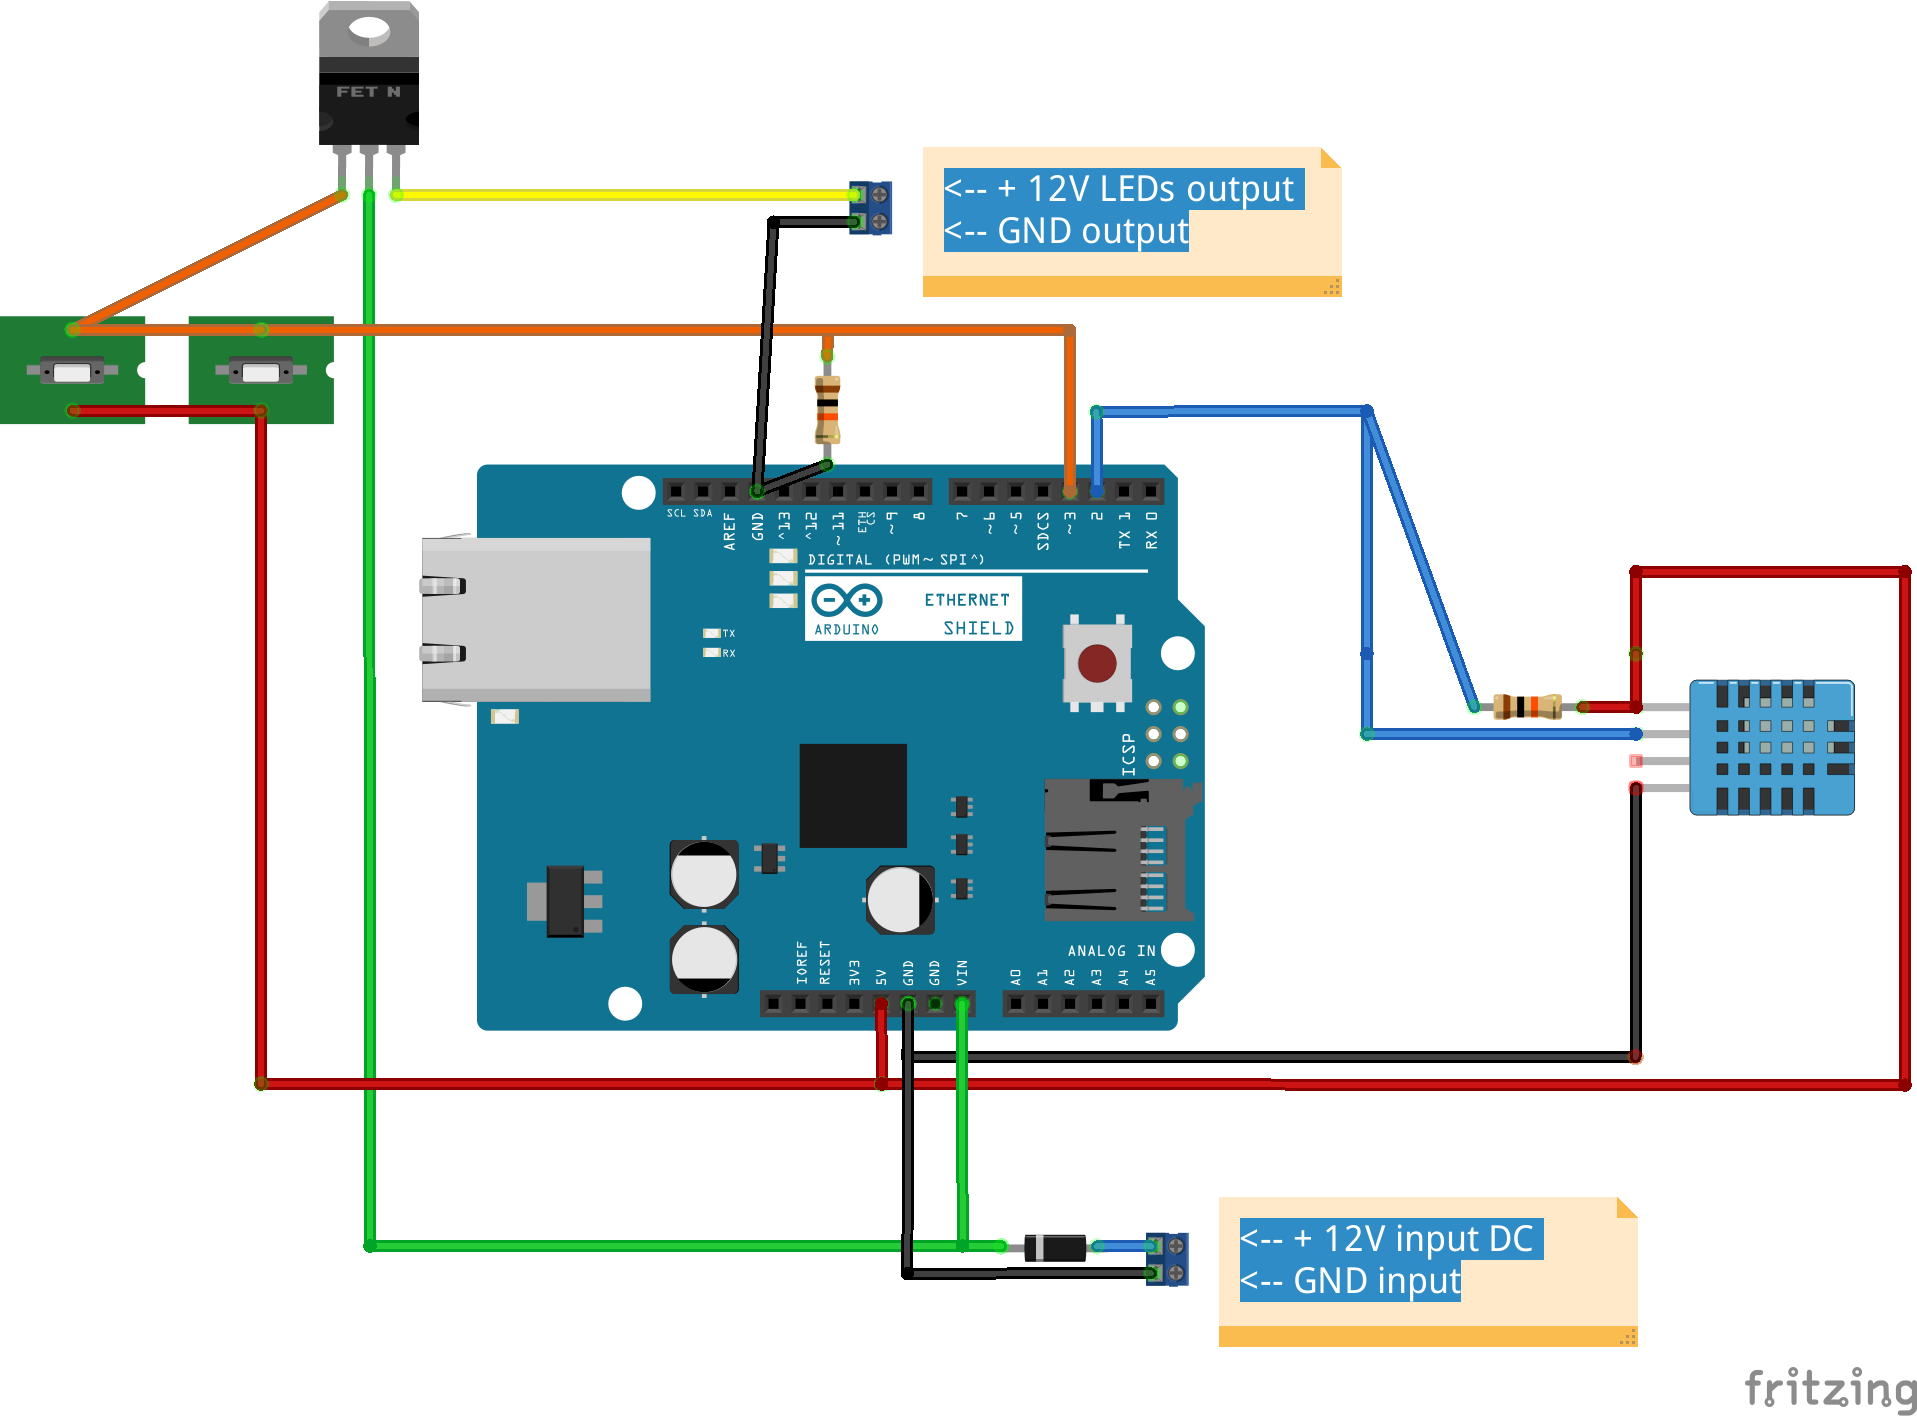 FET N
<-- + 12V LEDs output
<-- GND output
SCL SDA
AREF
GND
^13
^12
~11
ETH CS
~9
8
7
~6
~5
SDCS
~3
2
TX 1
RX 0
DIGITAL (PWM~ SPI^)
ETHERNET
SHIELD
ARDUINO
TX
RX
ICSP
ANALOG IN
IOREF
RESET
3V3
5V
GND
GND
VIN
A0
A1
A2
A3
A4
A5
<-- + 12V input DC
<-- GND input
fritzing